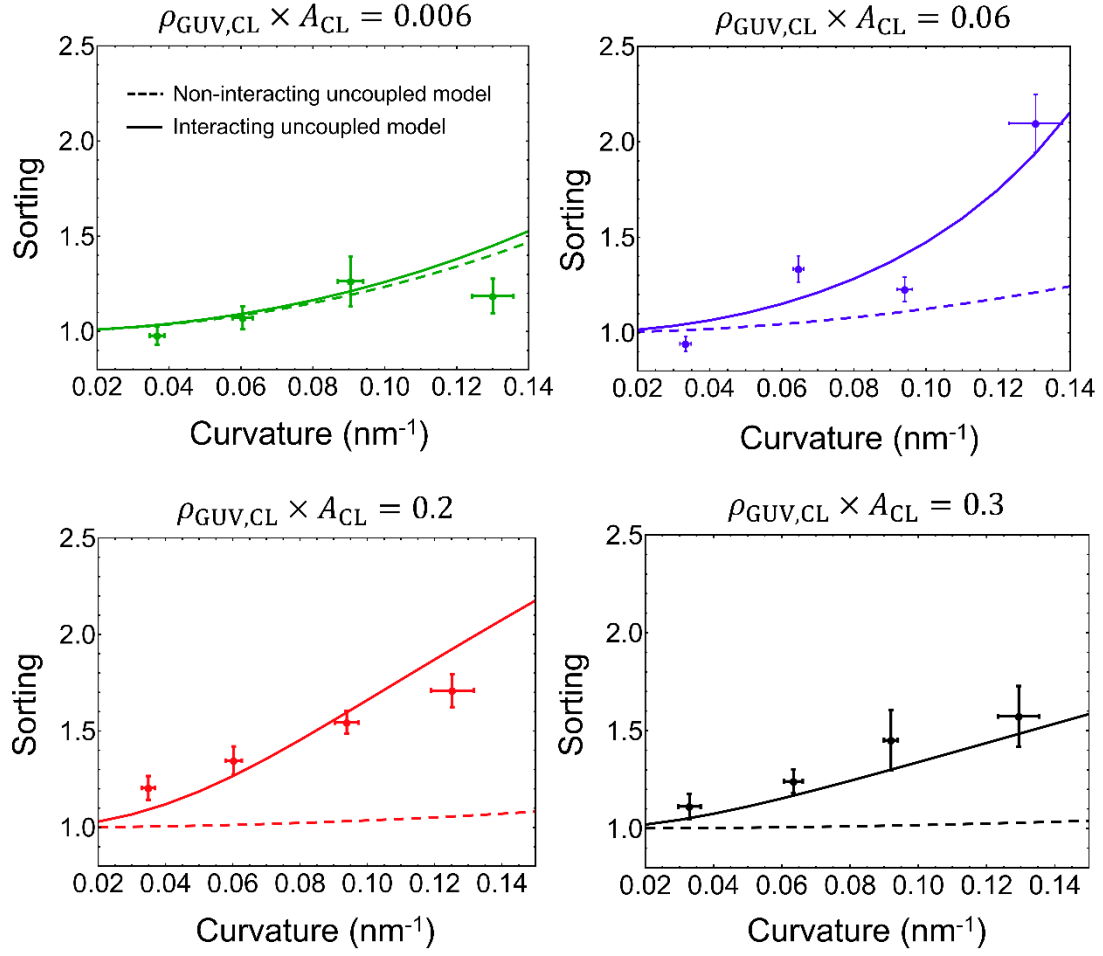 ρGUV,CL × ACL = 0.006
2.5
2.0
1.5
1.0
Non-interacting uncoupled model
Interacting uncoupled model
Sorting
0.02 0.04 0.06 0.08 0.10 0.12 0.14
Curvature (nm⁻¹)
ρGUV,CL × ACL = 0.06
2.5
2.0
1.5
1.0
Sorting
0.02 0.04 0.06 0.08 0.10 0.12 0.14
Curvature (nm⁻¹)
ρGUV,CL × ACL = 0.2
2.5
2.0
1.5
1.0
Sorting
0.02 0.04 0.06 0.08 0.10 0.12 0.14
Curvature (nm⁻¹)
ρGUV,CL × ACL = 0.3
2.5
2.0
1.5
1.0
Sorting
0.02 0.04 0.06 0.08 0.10 0.12 0.14
Curvature (nm⁻¹)